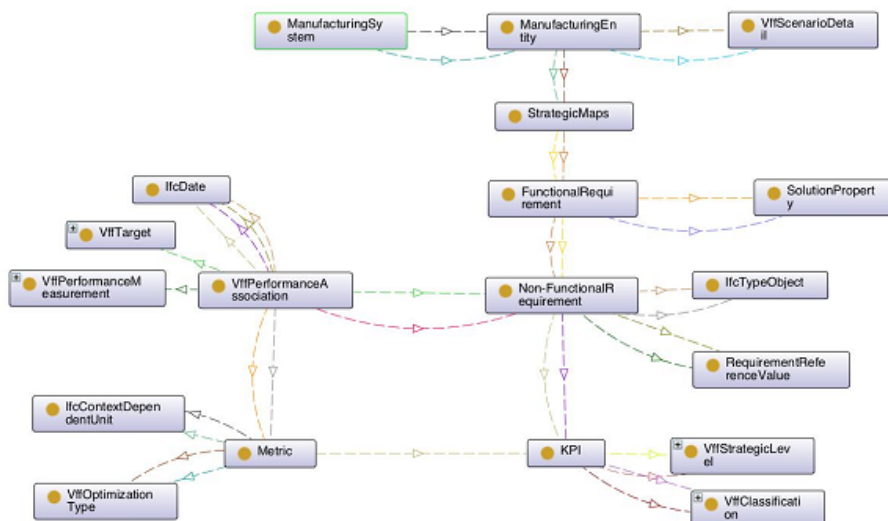 ManufacturingSy
stem
ManufacturingEn
tity
VffScenarioDeta
il
StrategicMaps
IfcDate
FunctionalRequi
rement
SolutionPropert
y
VffTarget
VffPerformanceM
easurement
VffPerformanceA
ssociation
Non-FunctionalR
equirement
IfcTypeObject
RequirementRefe
renceValue
IfcContextDepen
dentUnit
Metric
KPI
VffStrategicLev
el
VffOptimization
Type
VffClassificati
on